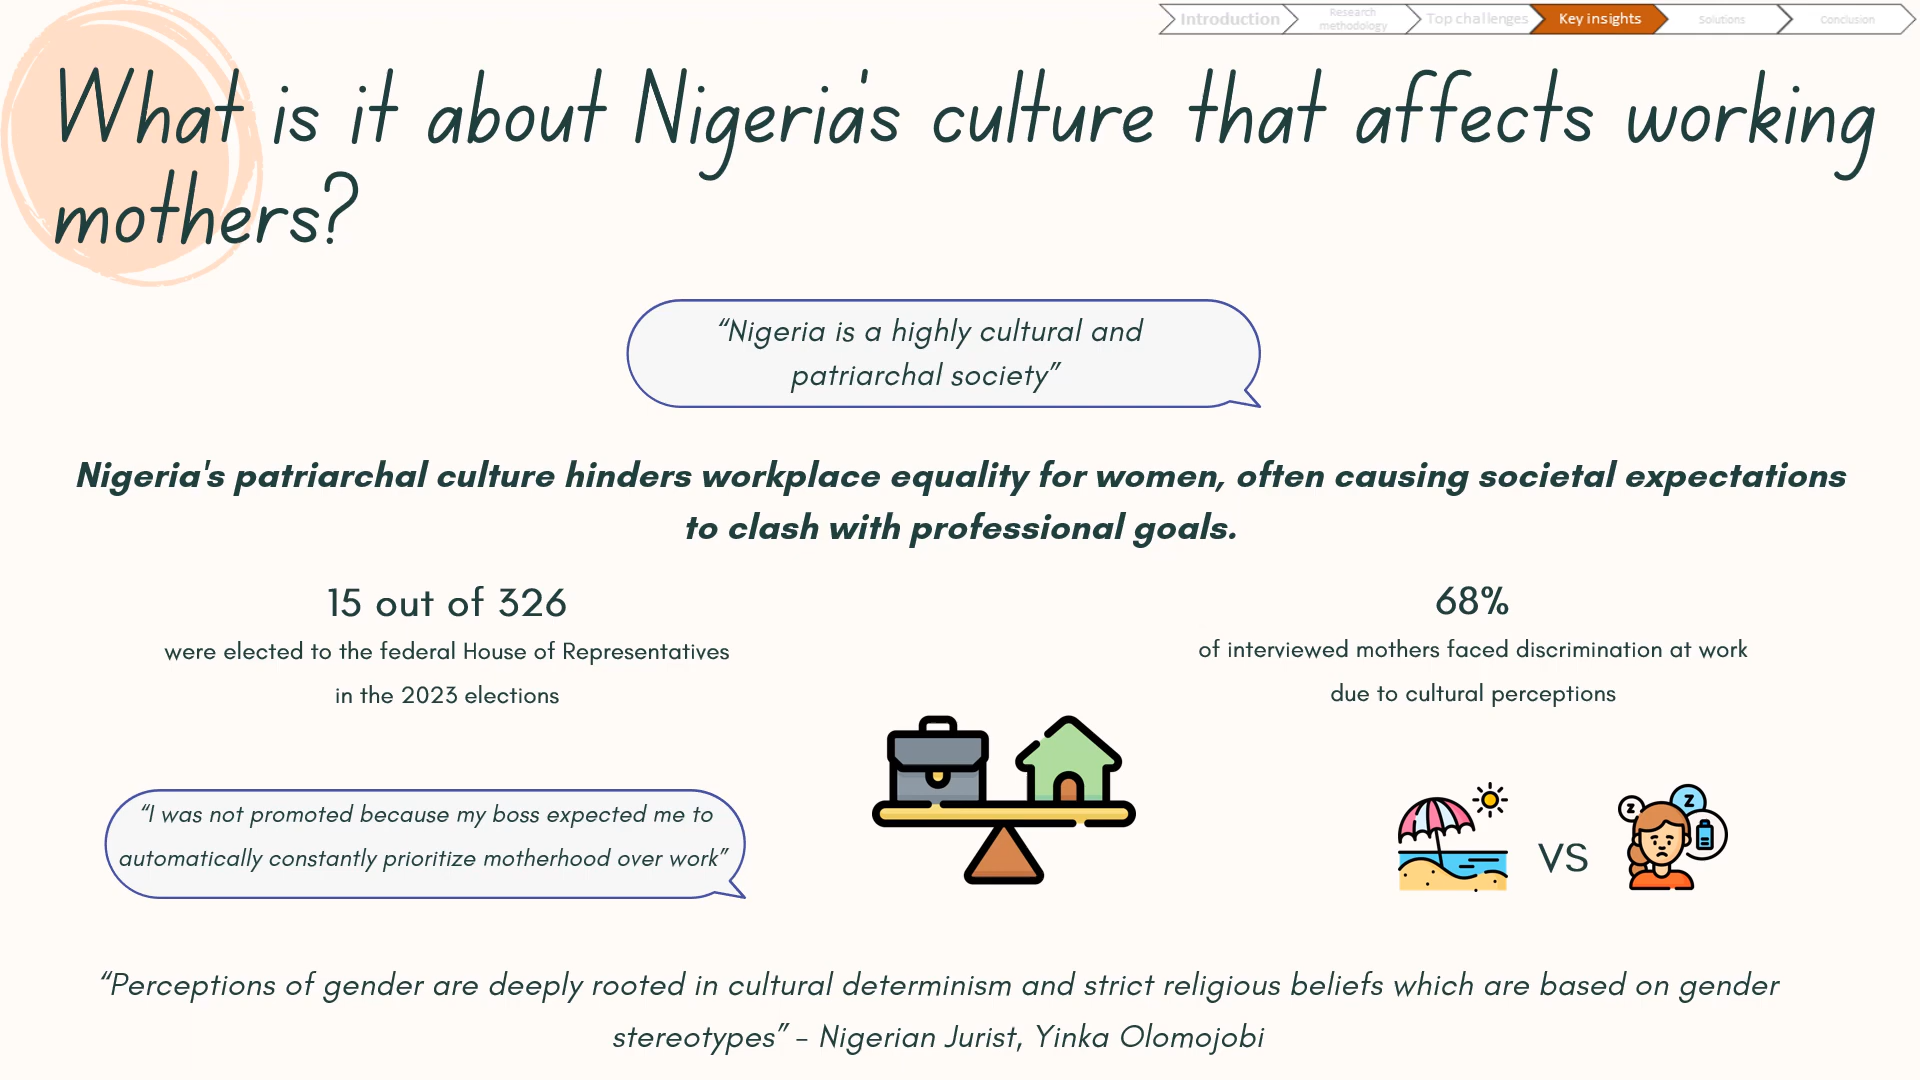 Introduction
Research
methodology
Top challenges
Key insights
Solutions
Conclusion
What is it about Nigeria's culture that affects working
mothers?
“Nigeria is a highly cultural and
patriarchal society”
Nigeria's patriarchal culture hinders workplace equality for women, often causing societal expectations
to clash with professional goals.
15 out of 326
were elected to the federal House of Representatives
in the 2023 elections
68%
of interviewed mothers faced discrimination at work
due to cultural perceptions
“I was not promoted because my boss expected me to
automatically constantly prioritize motherhood over work”
z
Z
VS
“Perceptions of gender are deeply rooted in cultural determinism and strict religious beliefs which are based on gender
stereotypes” – Nigerian Jurist, Yinka Olomojobi